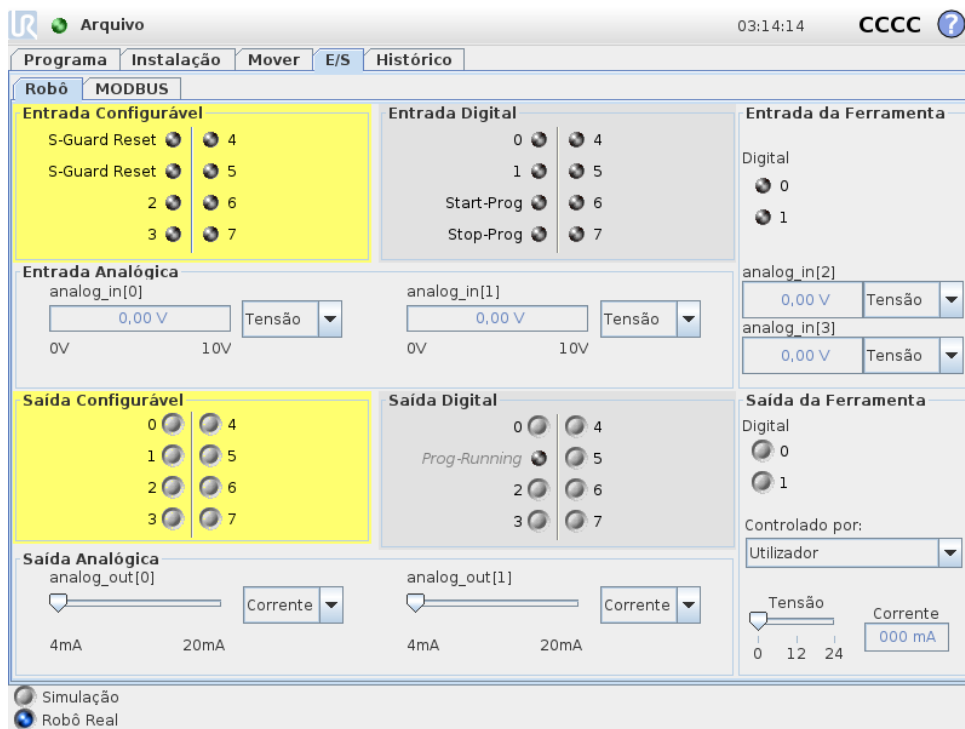 UR Arquivo 03:14:14 CCCC ?
Programa Instalação Mover E/S Histórico
Robô MODBUS
Entrada Configurável
S-Guard Reset 4
S-Guard Reset 5
2 6
3 7
Entrada Digital
0 4
1 5
Start-Prog 6
Stop-Prog 7
Entrada da Ferramenta
Digital
0
1
Entrada Analógica
analog_in[0]
0,00 V Tensão
0V 10V
analog_in[1]
0,00 V Tensão
0V 10V
analog_in[2]
0,00 V Tensão
analog_in[3]
0,00 V Tensão
Saída Configurável
0 4
1 5
2 6
3 7
Saída Digital
0 4
Prog-Running 5
2 6
3 7
Saída da Ferramenta
Digital
0
1
Controlado por:
Utilizador
Tensão
0 12 24
Corrente
000 mA
Saída Analógica
analog_out[0]
Corrente
4mA 20mA
analog_out[1]
Corrente
4mA 20mA
Simulação
Robô Real